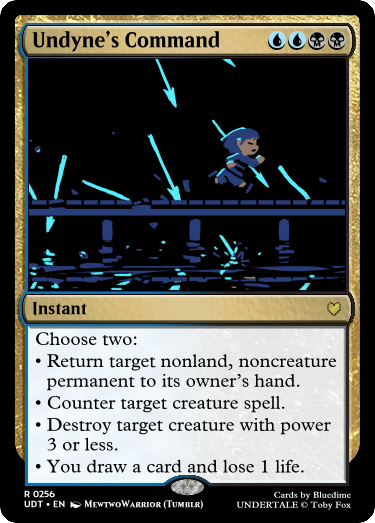 Undyne's Command
Instant
Choose two:
• Return target nonland, noncreature
permanent to its owner's hand.
• Counter target creature spell.
• Destroy target creature with power
3 or less.
• You draw a card and lose 1 life.
R 0256
Cards by Bluedime
UDT • EN MewtwoWarrior (Tumblr)
UNDERTALE © Toby Fox